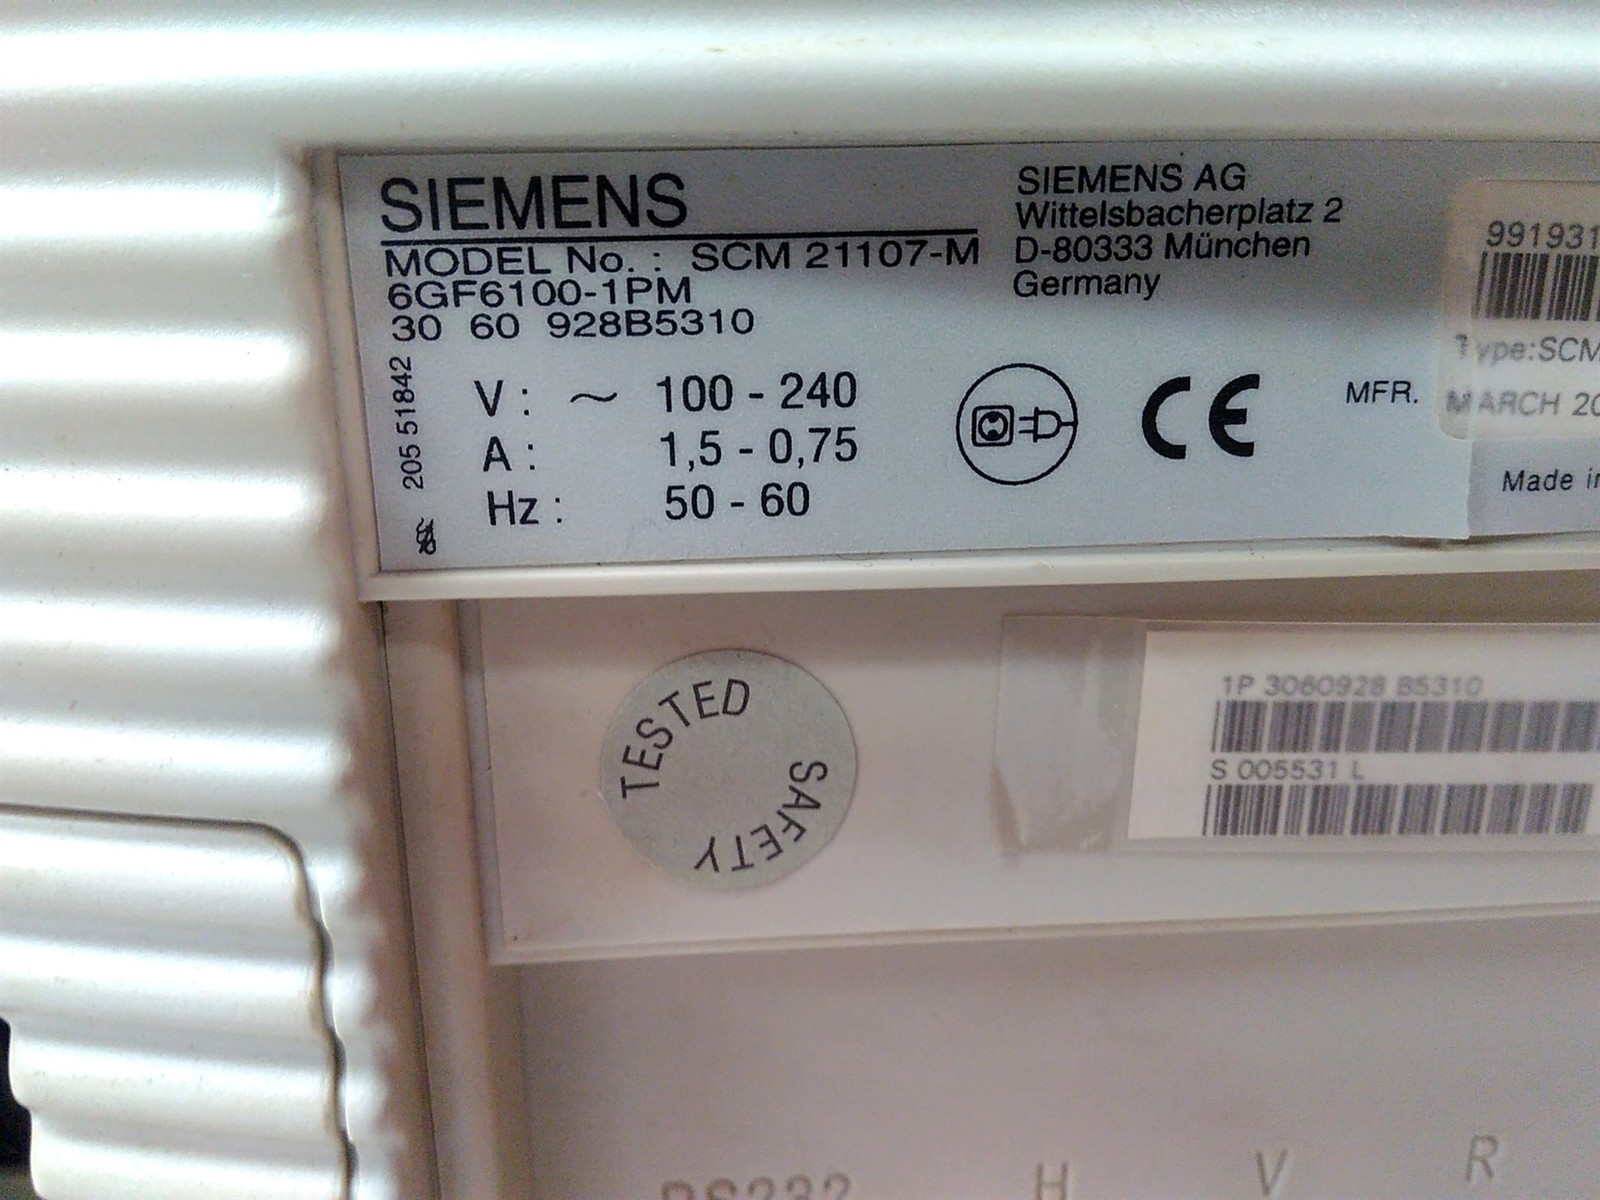 SIEMENS
MODEL No. : SCM 21107-M
6GF6100-1PM
30 60 928B5310
205 51842
V : ~ 100 - 240
A : 1,5 - 0,75
Hz : 50 - 60
SIEMENS AG
Wittelsbacherplatz 2
D-80333 München
Germany
CE
MFR.
991931
Type:SCM
MARCH 20
Made in
TESTED
SAFETY
1P 3060928 B5310
S 005531 L
RS232 H V R